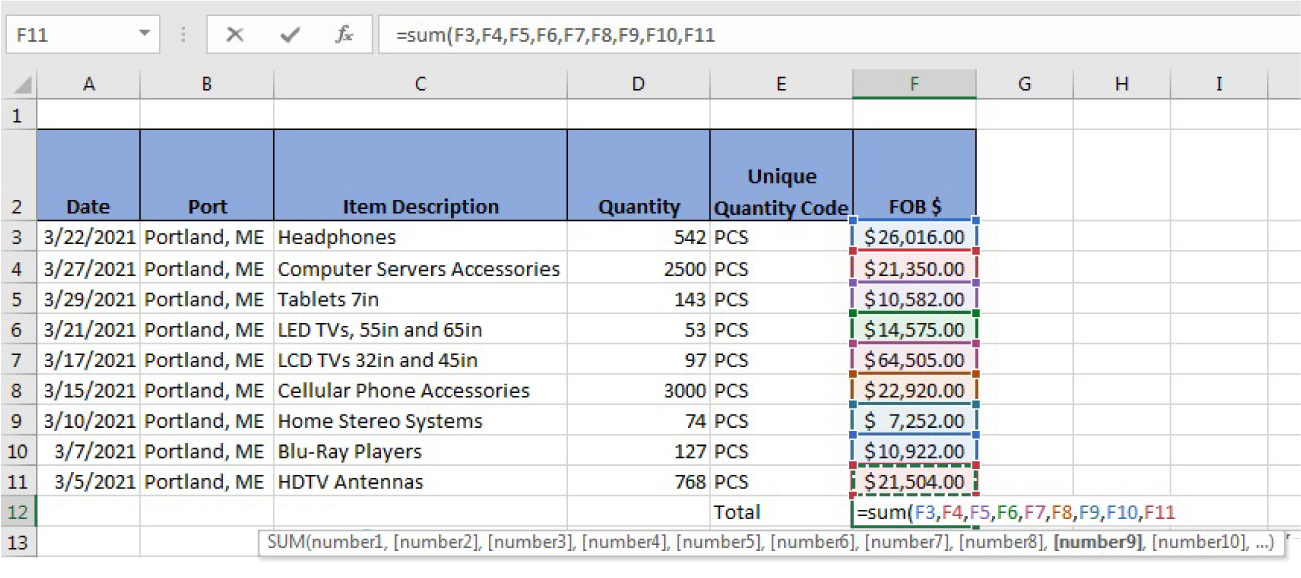 F11 fx =sum(F3,F4,F5,F6,F7,F8,F9,F10,F11
A B C D E F G H I
1
Unique
2 Date Port Item Description Quantity Quantity Code FOB $
3 3/22/2021 Portland, ME Headphones 542 PCS $26,016.00
4 3/27/2021 Portland, ME Computer Servers Accessories 2500 PCS $21,350.00
5 3/29/2021 Portland, ME Tablets 7in 143 PCS $10,582.00
6 3/21/2021 Portland, ME LED TVs, 55in and 65in 53 PCS $14,575.00
7 3/17/2021 Portland, ME LCD TVs 32in and 45in 97 PCS $64,505.00
8 3/15/2021 Portland, ME Cellular Phone Accessories 3000 PCS $22,920.00
9 3/10/2021 Portland, ME Home Stereo Systems 74 PCS $ 7,252.00
10 3/7/2021 Portland, ME Blu-Ray Players 127 PCS $10,922.00
11 3/5/2021 Portland, ME HDTV Antennas 768 PCS $21,504.00
12 Total =sum(F3,F4,F5,F6,F7,F8,F9,F10,F11
13 SUM(number1, [number2], [number3], [number4], [number5], [number6], [number7], [number8], [number9], [number10], ...)